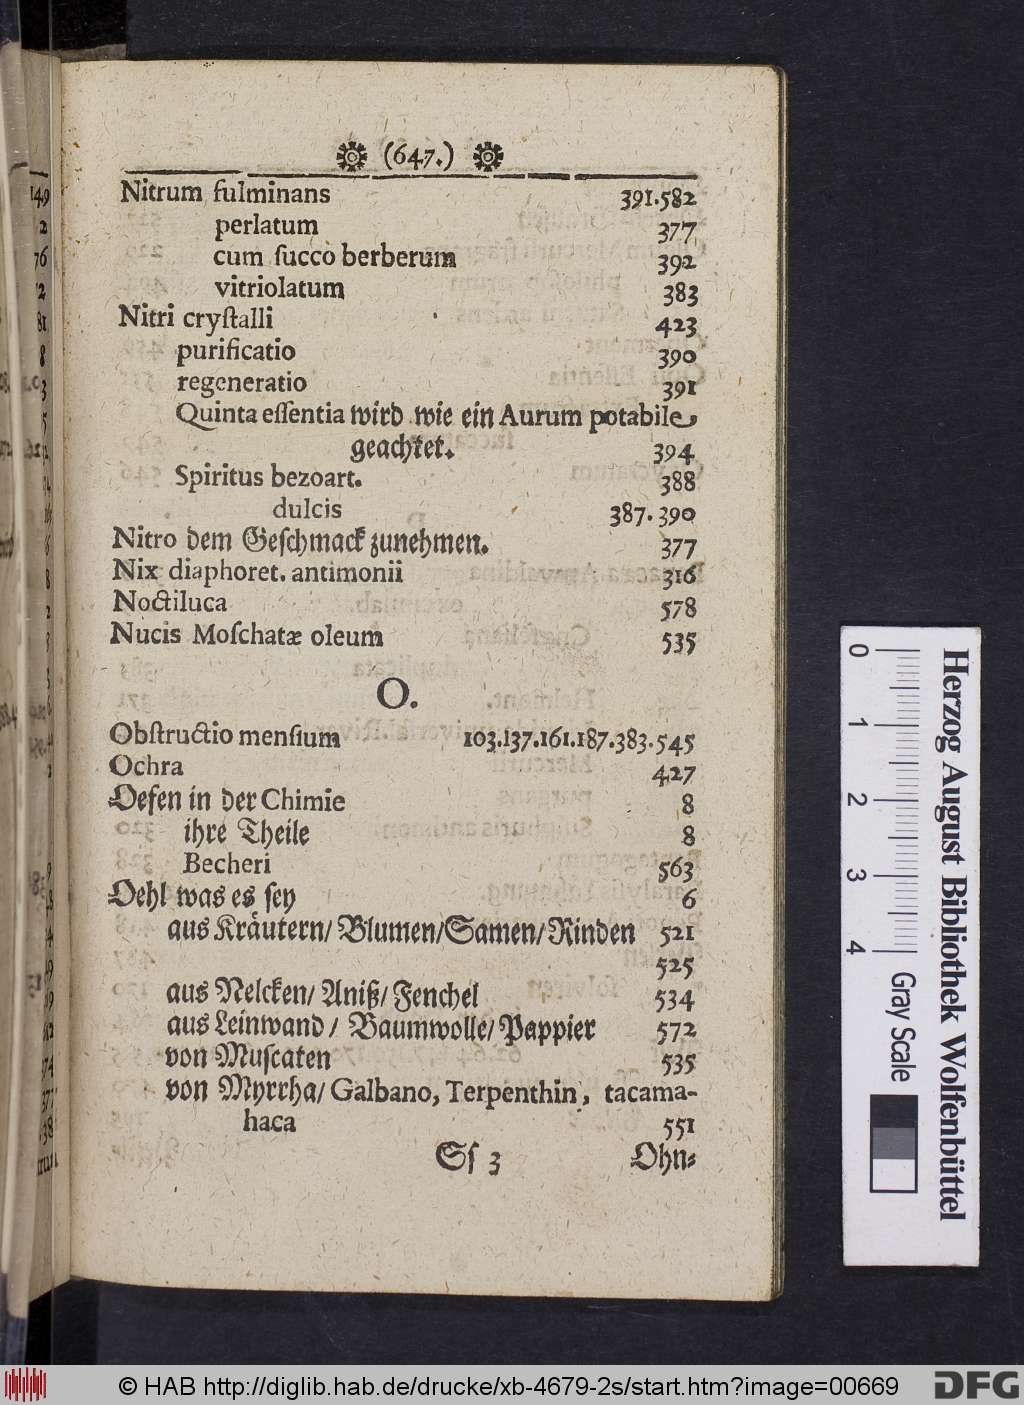 (647.)
Nitrum fulminans 391.582
perlatum 377
cum ſucco berberum 392
vitriolatum 383
Nitri cryſtalli 423
purificatio 390
regeneratio 391
Quinta eſſentia wird wie ein Aurum potabile
geachtet. 394
Spiritus bezoart. 388
dulcis 387.390
Nitro dem Geſchmack zunehmen. 377
Nix diaphoret. antimonii 316
Noctiluca 578
Nucis Moſchatæ oleum 535
O.
Obſtructio menſium 103.137.161.187.383.545
Ochra 427
Oefen in der Chimie 8
ihre Theile 8
Becheri 563
Oehl was es ſey 6
aus Kräutern/ Blumen/Samen/Rinden 521
525
aus Nelcken/ Aniß/ Fenchel 534
aus Leinwand / Baumwolle/ Pappier 572
von Muſcaten 535
von Myrrha/ Galbano, Terpenthin, tacama-
haca 551
Sſ 3 Ohn-
Herzog August Bibliothek Wolfenbüttel
0 1 2 3 4
Gray Scale
© HAB http://diglib.hab.de/drucke/xb-4679-2s/start.htm?image=00669
DFG